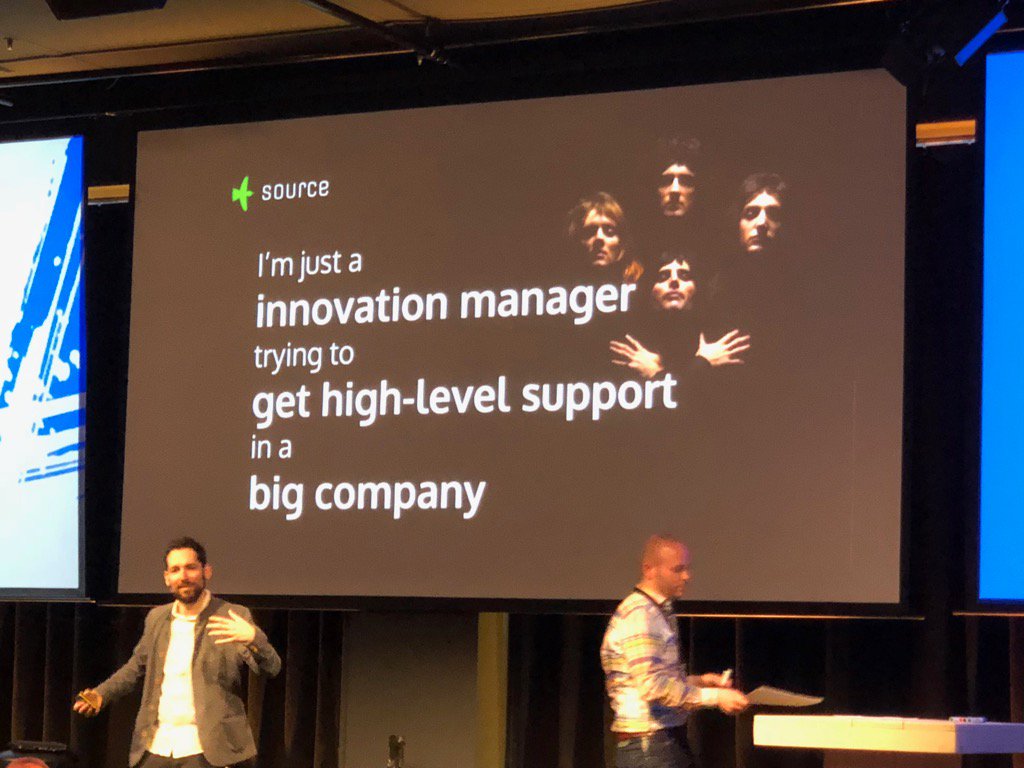 source
I'm just a
innovation manager
trying to
get high-level support
in a
big company